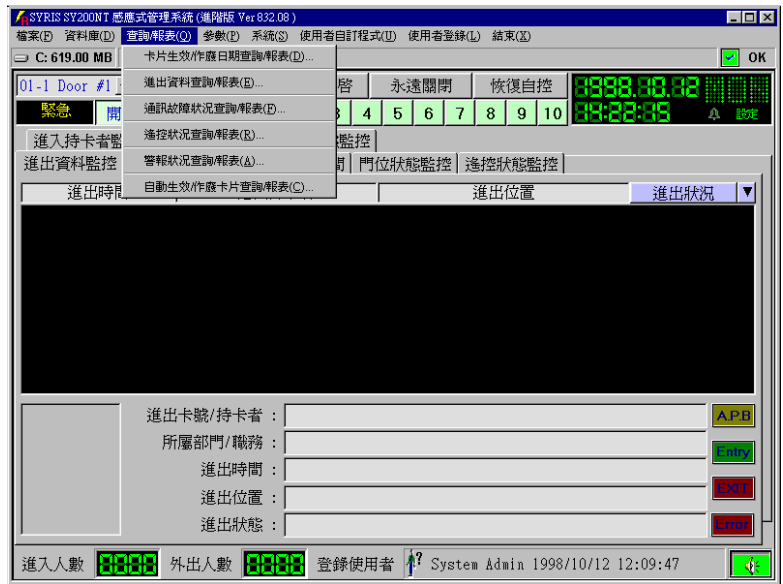 SYRIS SY200NT 感應式管理系統 (進階版 Ver 832.08 )
檔案(F) 資料庫(D) 查詢/報表(Q) 參數(P) 系統(S) 使用者自訂程式(U) 使用者登錄(L) 結束(X)
C: 619.00 MB OK
卡片生效/作廢日期查詢/報表(D)...
進出資料查詢/報表(E)...
通訊故障狀況查詢/報表(F)...
遙控狀況查詢/報表(R)...
警報狀況查詢/報表(A)...
自動生效/作廢卡片查詢/報表(C)...
01-1 Door #1 啓 永遠關閉 恢復自控 1998.10.12
緊急 開 4 5 6 7 8 9 10 14:22:15 設定
進入持卡者監 監控
進出資料監控 門位狀態監控 遙控狀態監控
進出時間 進出位置 進出狀況
進出卡號/持卡者 : A.P.B
所屬部門/職務 : Entry
進出時間 :
進出位置 : EXIT
進出狀態 : Error
進入人數 8888 外出人數 8888 登錄使用者 System Admin 1998/10/12 12:09:47